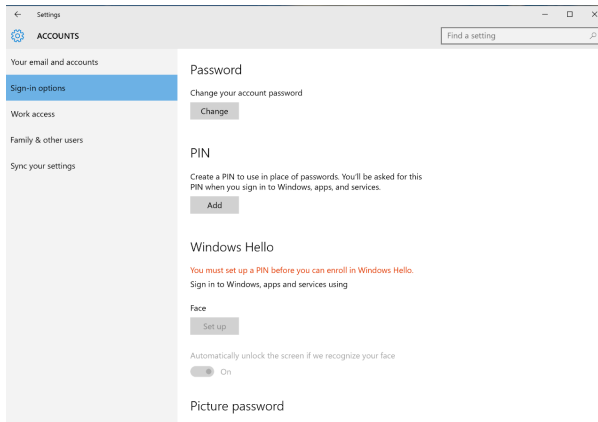 Settings
ACCOUNTS
Find a setting
Your email and accounts
Sign-in options
Work access
Family & other users
Sync your settings
Password
Change your account password
Change
PIN
Create a PIN to use in place of passwords. You'll be asked for this
PIN when you sign in to Windows, apps, and services.
Add
Windows Hello
You must set up a PIN before you can enroll in Windows Hello.
Sign in to Windows, apps and services using
Face
Set up
Automatically unlock the screen if we recognize your face
On
Picture password